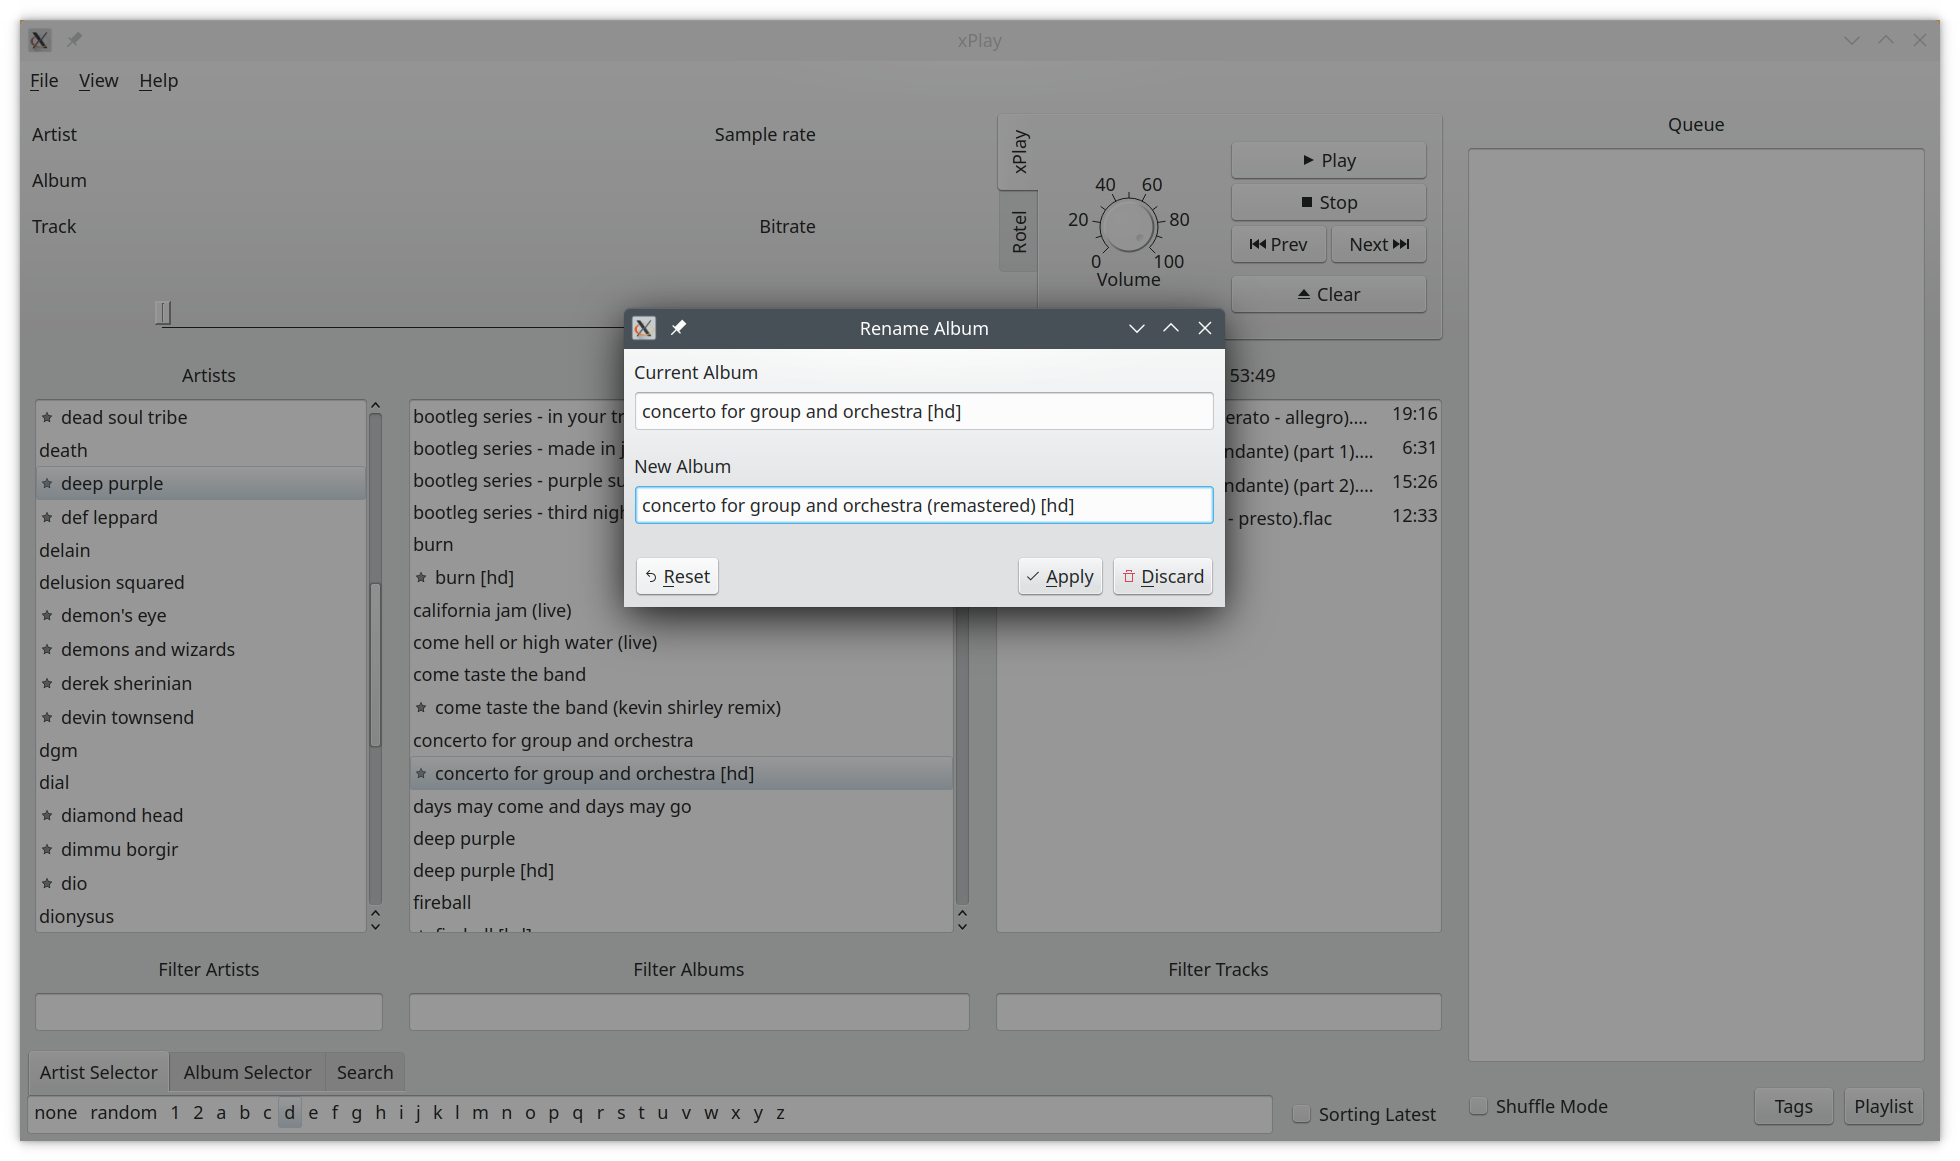 xPlay
File View Help
Artist
Album
Track
Sample rate
Bitrate
xPlay
Rotel
0 20 40 60 80 100
Volume
Play
Stop
Prev Next
Clear
Queue
Rename Album
Current Album
concerto for group and orchestra [hd]
New Album
concerto for group and orchestra (remastered) [hd]
Reset Apply Discard
Artists
dead soul tribe
death
deep purple
def leppard
delain
delusion squared
demon's eye
demons and wizards
derek sherinian
devin townsend
dgm
dial
diamond head
dimmu borgir
dio
dionysus
bootleg series - in your
bootleg series - made in
bootleg series - purple
bootleg series - third
burn
burn [hd]
california jam (live)
come hell or high water (live)
come taste the band
come taste the band (kevin shirley remix)
concerto for group and orchestra
concerto for group and orchestra [hd]
days may come and days may go
deep purple
deep purple [hd]
fireball
53:49
erato - allegro).... 19:16
ndante) (part 1).... 6:31
ndante) (part 2).... 15:26
- presto).flac 12:33
Filter Artists
Filter Albums
Filter Tracks
Artist Selector Album Selector Search
none random 1 2 a b c d e f g h i j k l m n o p q r s t u v w x y z
Sorting Latest
Shuffle Mode
Tags Playlist